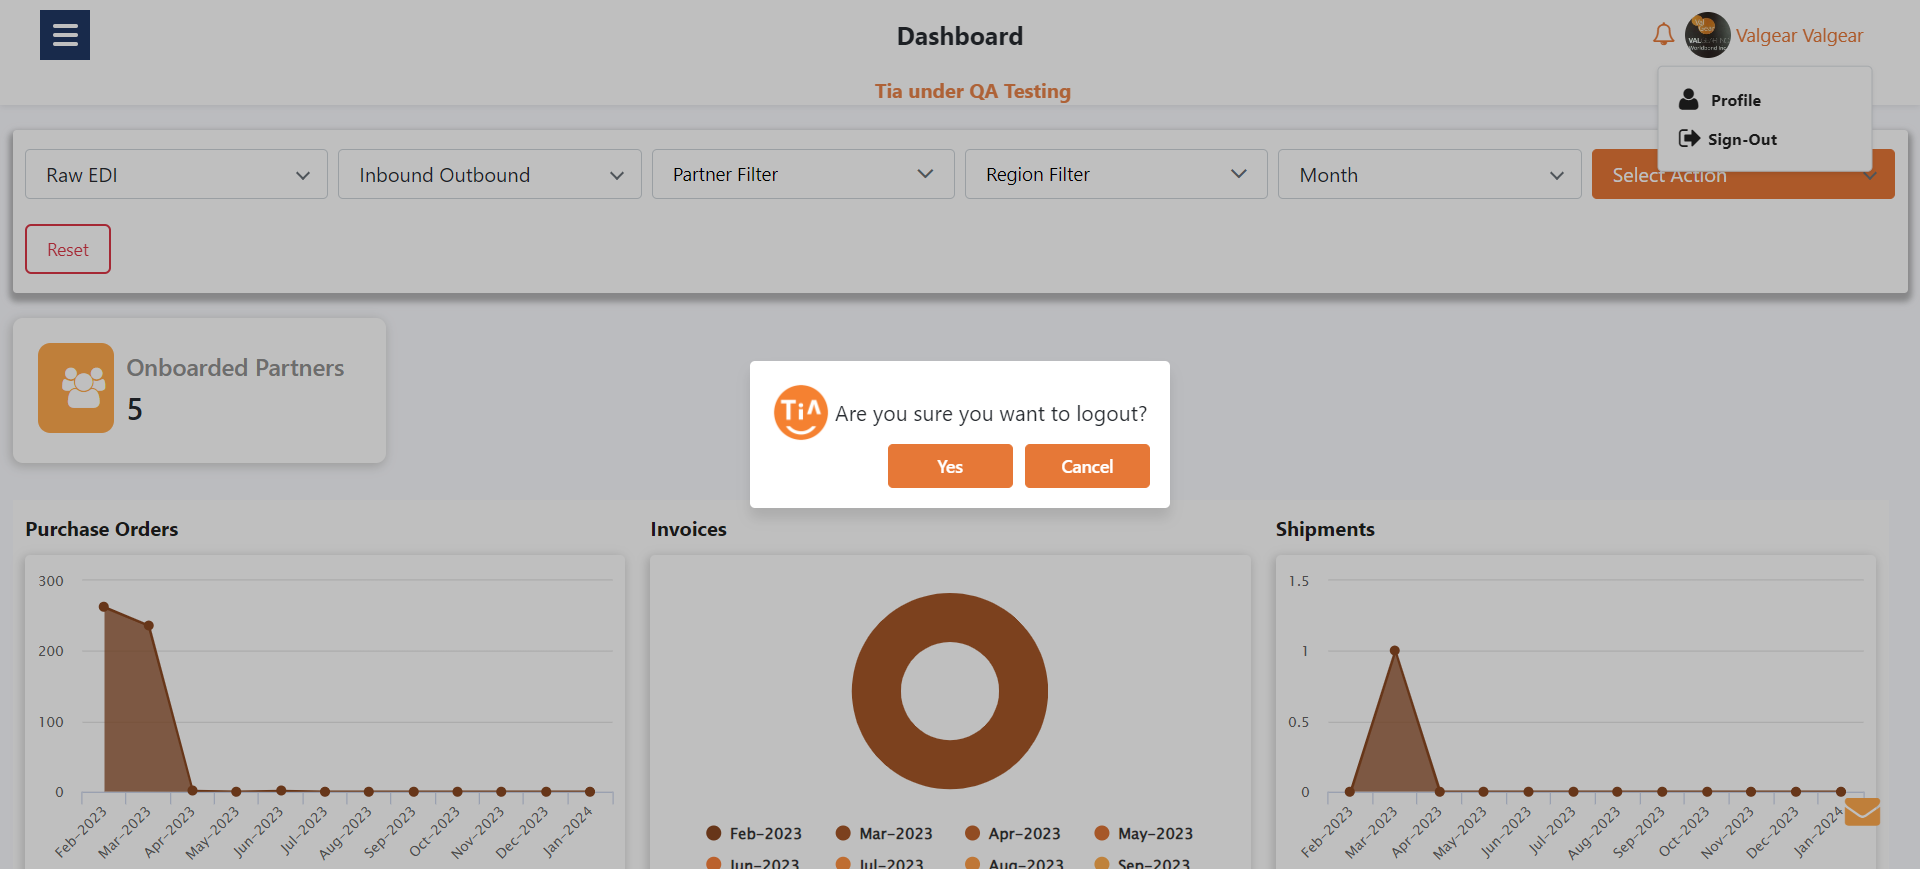 Dashboard
Valgear Valgear
Tia under QA Testing
Profile
Sign-Out
Raw EDI
Inbound Outbound
Partner Filter
Region Filter
Month
Select Action
Reset
Onboarded Partners
5
TiA
Are you sure you want to logout?
Yes
Cancel
Purchase Orders
300
200
100
0
Feb-2023
Mar-2023
Apr-2023
May-2023
Jun-2023
Jul-2023
Aug-2023
Sep-2023
Oct-2023
Nov-2023
Dec-2023
Jan-2024
Invoices
Feb-2023
Mar-2023
Apr-2023
May-2023
Jun-2023
Jul-2023
Aug-2023
Sep-2023
Shipments
1.5
1
0.5
0
Feb-2023
Mar-2023
Apr-2023
May-2023
Jun-2023
Jul-2023
Aug-2023
Sep-2023
Oct-2023
Nov-2023
Dec-2023
Jan-2024